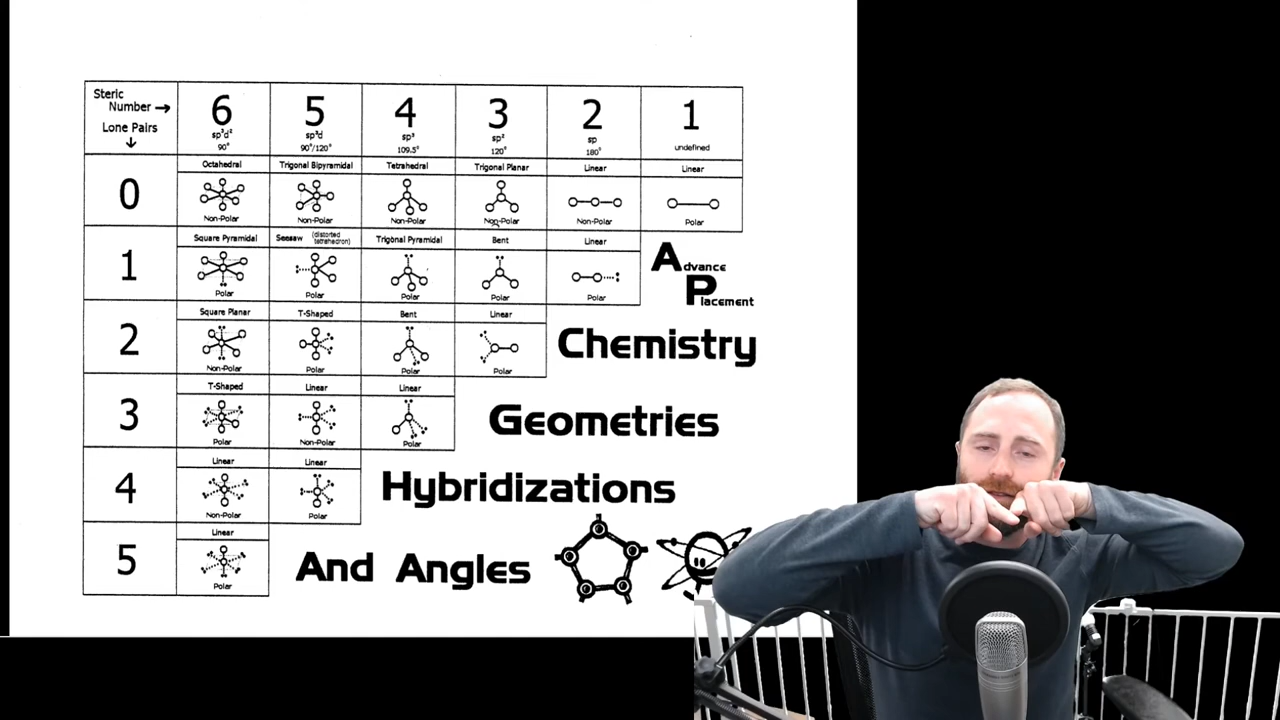 Steric
Number →
Lone Pairs
↓
6 5 4 3 2 1
sp³d² sp³d sp³ sp² sp
90° 90°/120° 109.5° 120° 180° undefined
Octahedral Trigonal Bipyramidal Tetrahedral Trigonal Planar Linear Linear
0
Non-Polar Non-Polar Non-Polar Non-Polar Non-Polar Polar
Square Pyramidal Seesaw (distorted tetrahedron) Trigonal Pyramidal Bent Linear
1
Polar Polar Polar Polar Polar
Advance
Placement
Square Planar T-Shaped Bent Linear
2
Non-Polar Polar Polar Polar
Chemistry
T-Shaped Linear Linear
3
Polar Non-Polar Polar
Geometries
Linear Linear
4
Non-Polar Polar
Hybridizations
Linear
5
Polar
And Angles